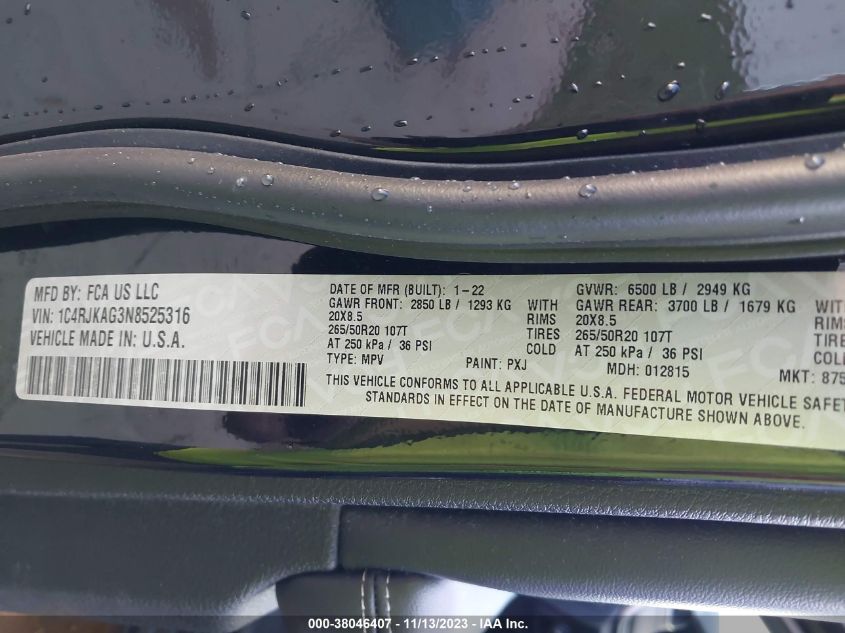 MFD BY: FCA US LLC
VIN: 1C4RJKAG3N8525316
VEHICLE MADE IN U.S.A.
DATE OF MFR (BUILT): 1-22
GAWR FRONT: 2850 LB / 1293 KG WITH
20X8.5 RIMS
265/50R20 107T TIRES
AT 250 kPa / 36 PSI COLD
TYPE: MPV PAINT: PXJ
GVWR: 6500 LB / 2949 KG
GAWR REAR: 3700 LB / 1679 KG WITH
20X8.5 RIMS
265/50R20 107T TIRES
AT 250 kPa / 36 PSI COLD
MDH: 012815 MKT: 875
THIS VEHICLE CONFORMS TO ALL APPLICABLE U.S.A. FEDERAL MOTOR VEHICLE SAFET
STANDARDS IN EFFECT ON THE DATE OF MANUFACTURE SHOWN ABOVE.
000-38046407 - 11/13/2023 - IAA Inc.